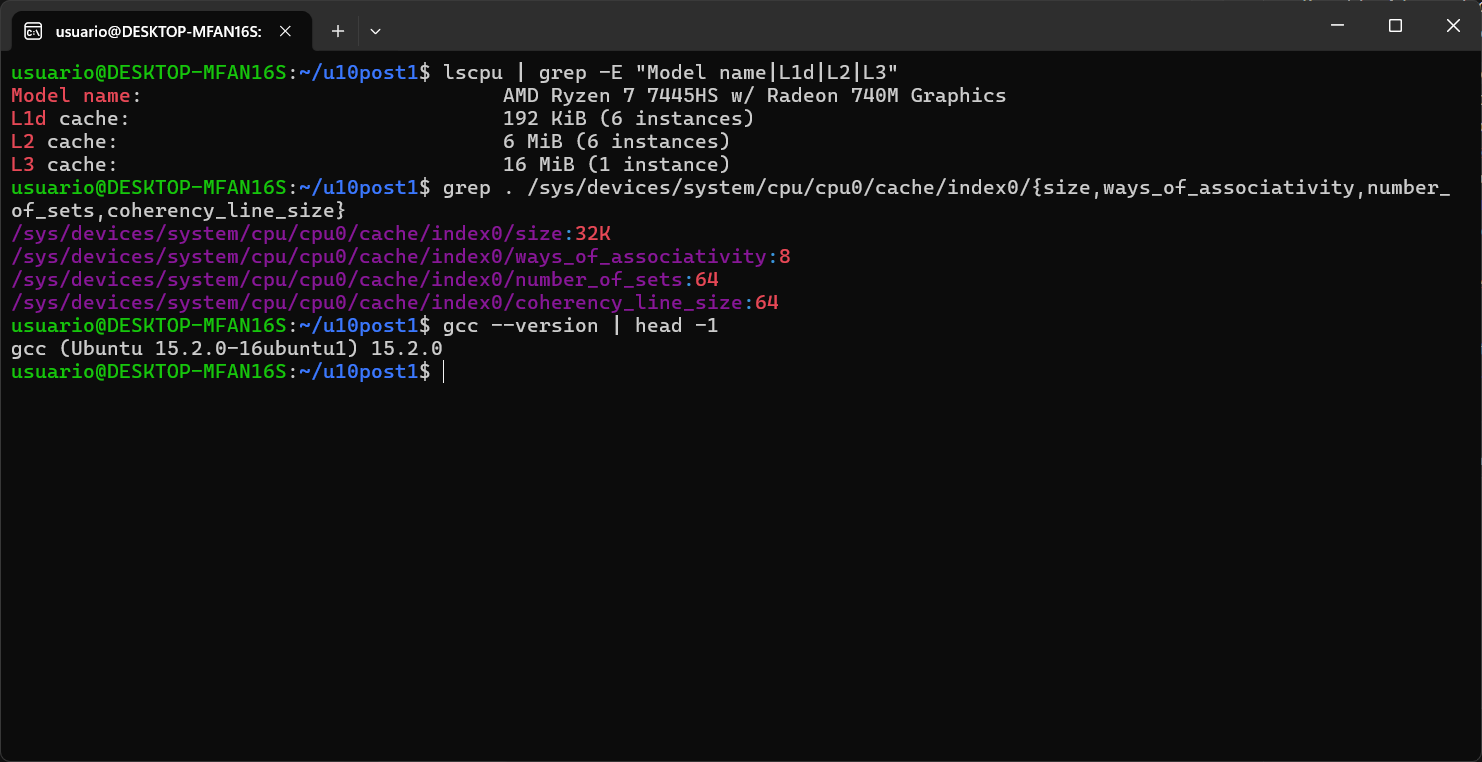 usuario@DESKTOP-MFAN16S:
usuario@DESKTOP-MFAN16S:~/u10post1$ lscpu | grep -E "Model name|L1d|L2|L3"
Model name: AMD Ryzen 7 7445HS w/ Radeon 740M Graphics
L1d cache: 192 KiB (6 instances)
L2 cache: 6 MiB (6 instances)
L3 cache: 16 MiB (1 instance)
usuario@DESKTOP-MFAN16S:~/u10post1$ grep . /sys/devices/system/cpu/cpu0/cache/index0/{size,ways_of_associativity,number_
of_sets,coherency_line_size}
/sys/devices/system/cpu/cpu0/cache/index0/size:32K
/sys/devices/system/cpu/cpu0/cache/index0/ways_of_associativity:8
/sys/devices/system/cpu/cpu0/cache/index0/number_of_sets:64
/sys/devices/system/cpu/cpu0/cache/index0/coherency_line_size:64
usuario@DESKTOP-MFAN16S:~/u10post1$ gcc --version | head -1
gcc (Ubuntu 15.2.0-16ubuntu1) 15.2.0
usuario@DESKTOP-MFAN16S:~/u10post1$